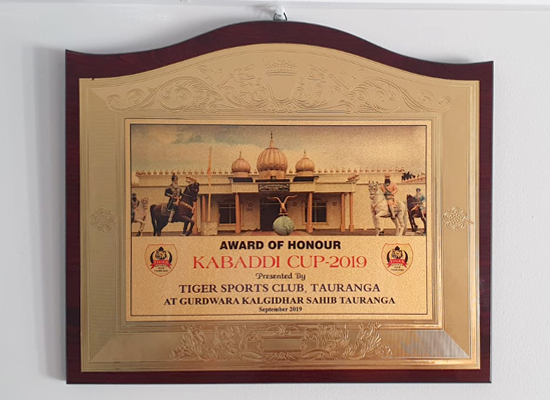 AWARD OF HONOUR
KABADDI CUP-2019
Presented By
TIGER SPORTS CLUB, TAURANGA
AT GURDWARA KALGIDHAR SAHIB TAURANGA
September 2019